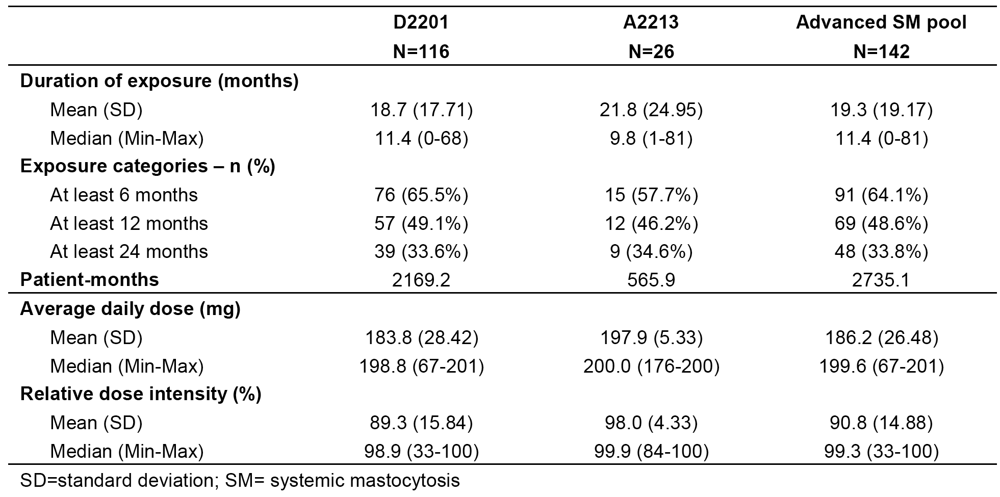 D2201 A2213 Advanced SM pool
N=116 N=26 N=142
Duration of exposure (months)
Mean (SD) 18.7 (17.71) 21.8 (24.95) 19.3 (19.17)
Median (Min-Max) 11.4 (0-68) 9.8 (1-81) 11.4 (0-81)
Exposure categories – n (%)
At least 6 months 76 (65.5%) 15 (57.7%) 91 (64.1%)
At least 12 months 57 (49.1%) 12 (46.2%) 69 (48.6%)
At least 24 months 39 (33.6%) 9 (34.6%) 48 (33.8%)
Patient-months 2169.2 565.9 2735.1
Average daily dose (mg)
Mean (SD) 183.8 (28.42) 197.9 (5.33) 186.2 (26.48)
Median (Min-Max) 198.8 (67-201) 200.0 (176-200) 199.6 (67-201)
Relative dose intensity (%)
Mean (SD) 89.3 (15.84) 98.0 (4.33) 90.8 (14.88)
Median (Min-Max) 98.9 (33-100) 99.9 (84-100) 99.3 (33-100)
SD=standard deviation; SM= systemic mastocytosis